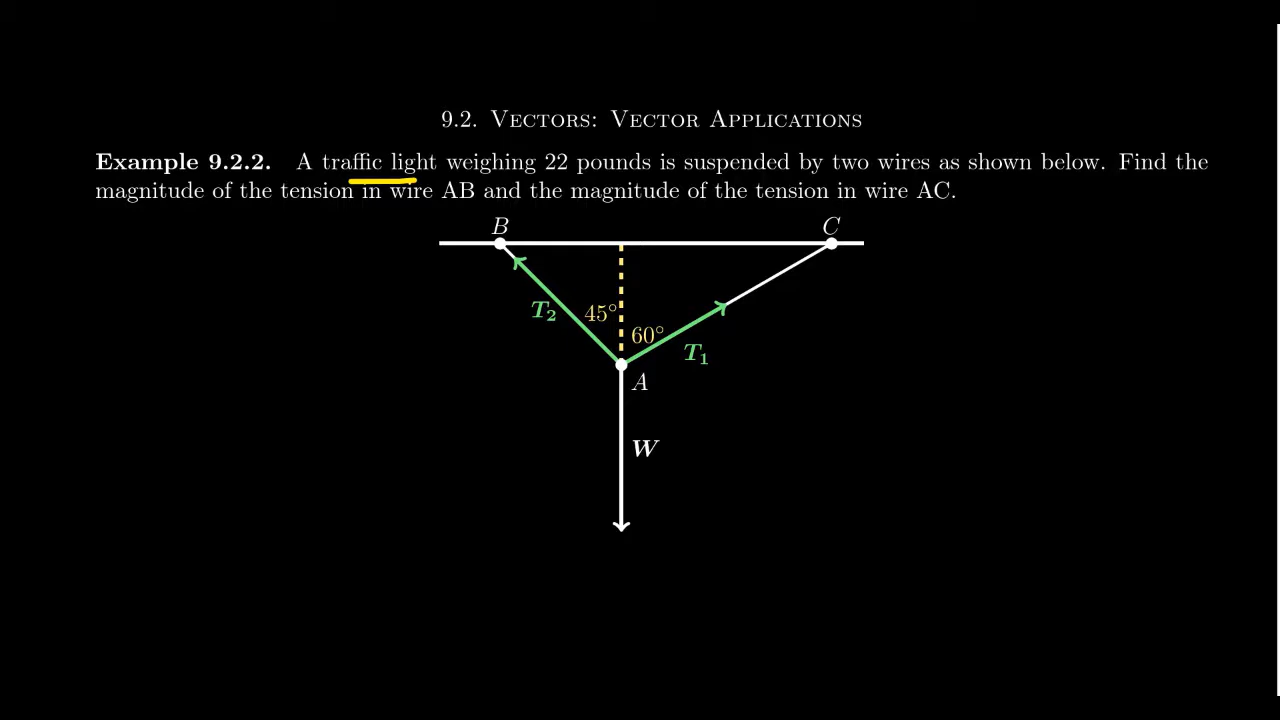 9.2. VECTORS: VECTOR APPLICATIONS
Example 9.2.2. A traffic light weighing 22 pounds is suspended by two wires as shown below. Find the
magnitude of the tension in wire AB and the magnitude of the tension in wire AC.
B
C
T₂
45°
60°
T₁
A
W